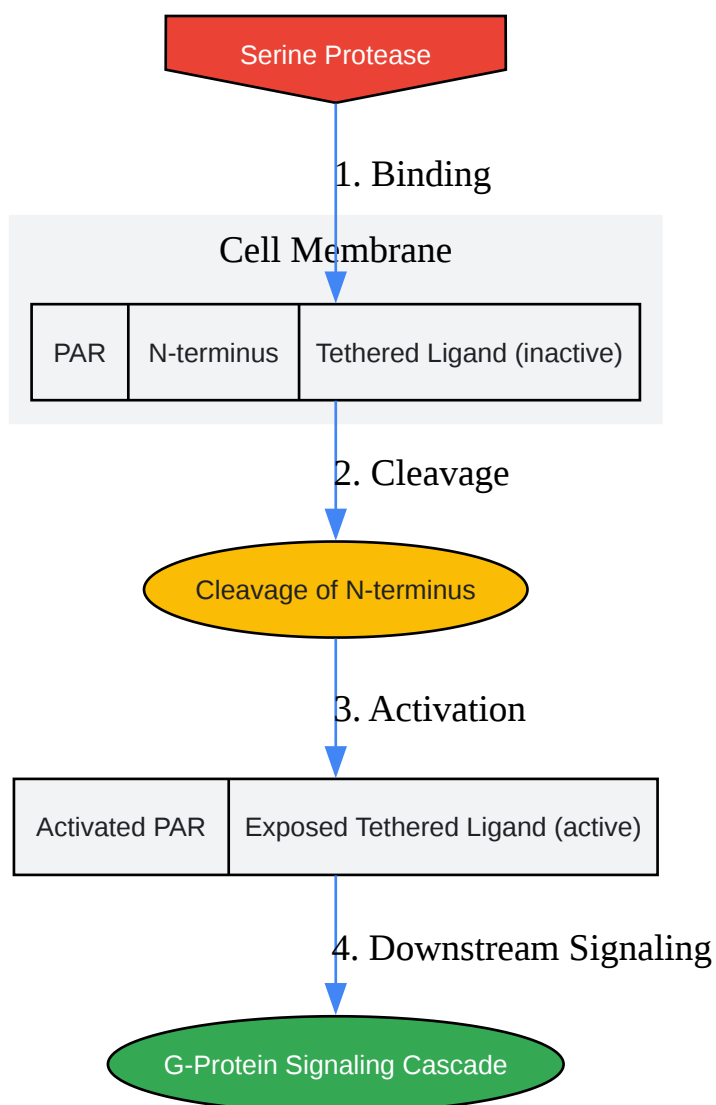 Serine Protease
1. Binding
Cell Membrane
PAR N-terminus Tethered Ligand (inactive)
2. Cleavage
Cleavage of N-terminus
3. Activation
Activated PAR Exposed Tethered Ligand (active)
4. Downstream Signaling
G-Protein Signaling Cascade